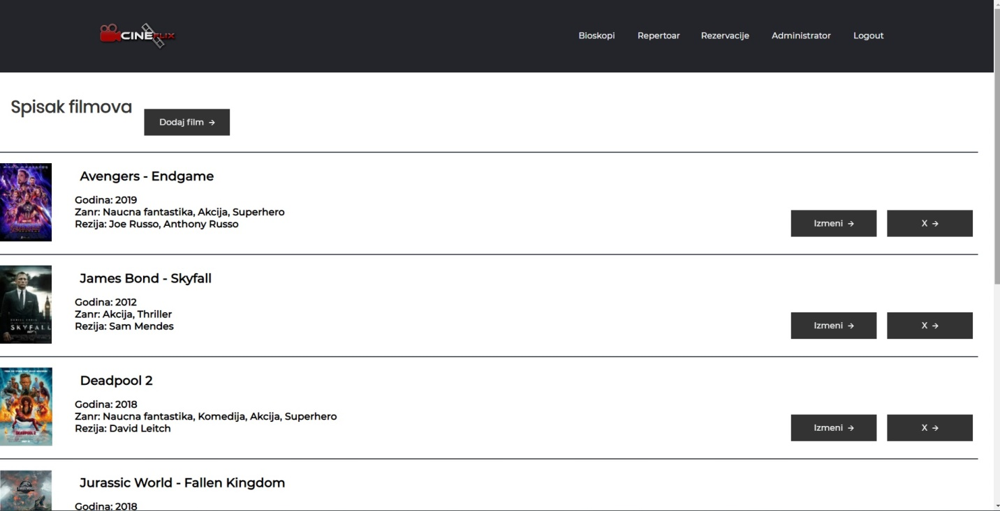 CINEFLIX
Bioskopi
Repertoar
Rezervacije
Administrator
Logout
Spisak filmova
Dodaj film →
Avengers - Endgame
Godina: 2019
Zanr: Naucna fantastika, Akcija, Superhero
Rezija: Joe Russo, Anthony Russo
Izmeni →
X →
James Bond - Skyfall
Godina: 2012
Zanr: Akcija, Thriller
Rezija: Sam Mendes
SKYFALL
Izmeni →
X →
Deadpool 2
Godina: 2018
Zanr: Naucna fantastika, Komedija, Akcija, Superhero
Rezija: David Leitch
DEADPOOL 2
Izmeni →
X →
Jurassic World - Fallen Kingdom
Godina: 2018